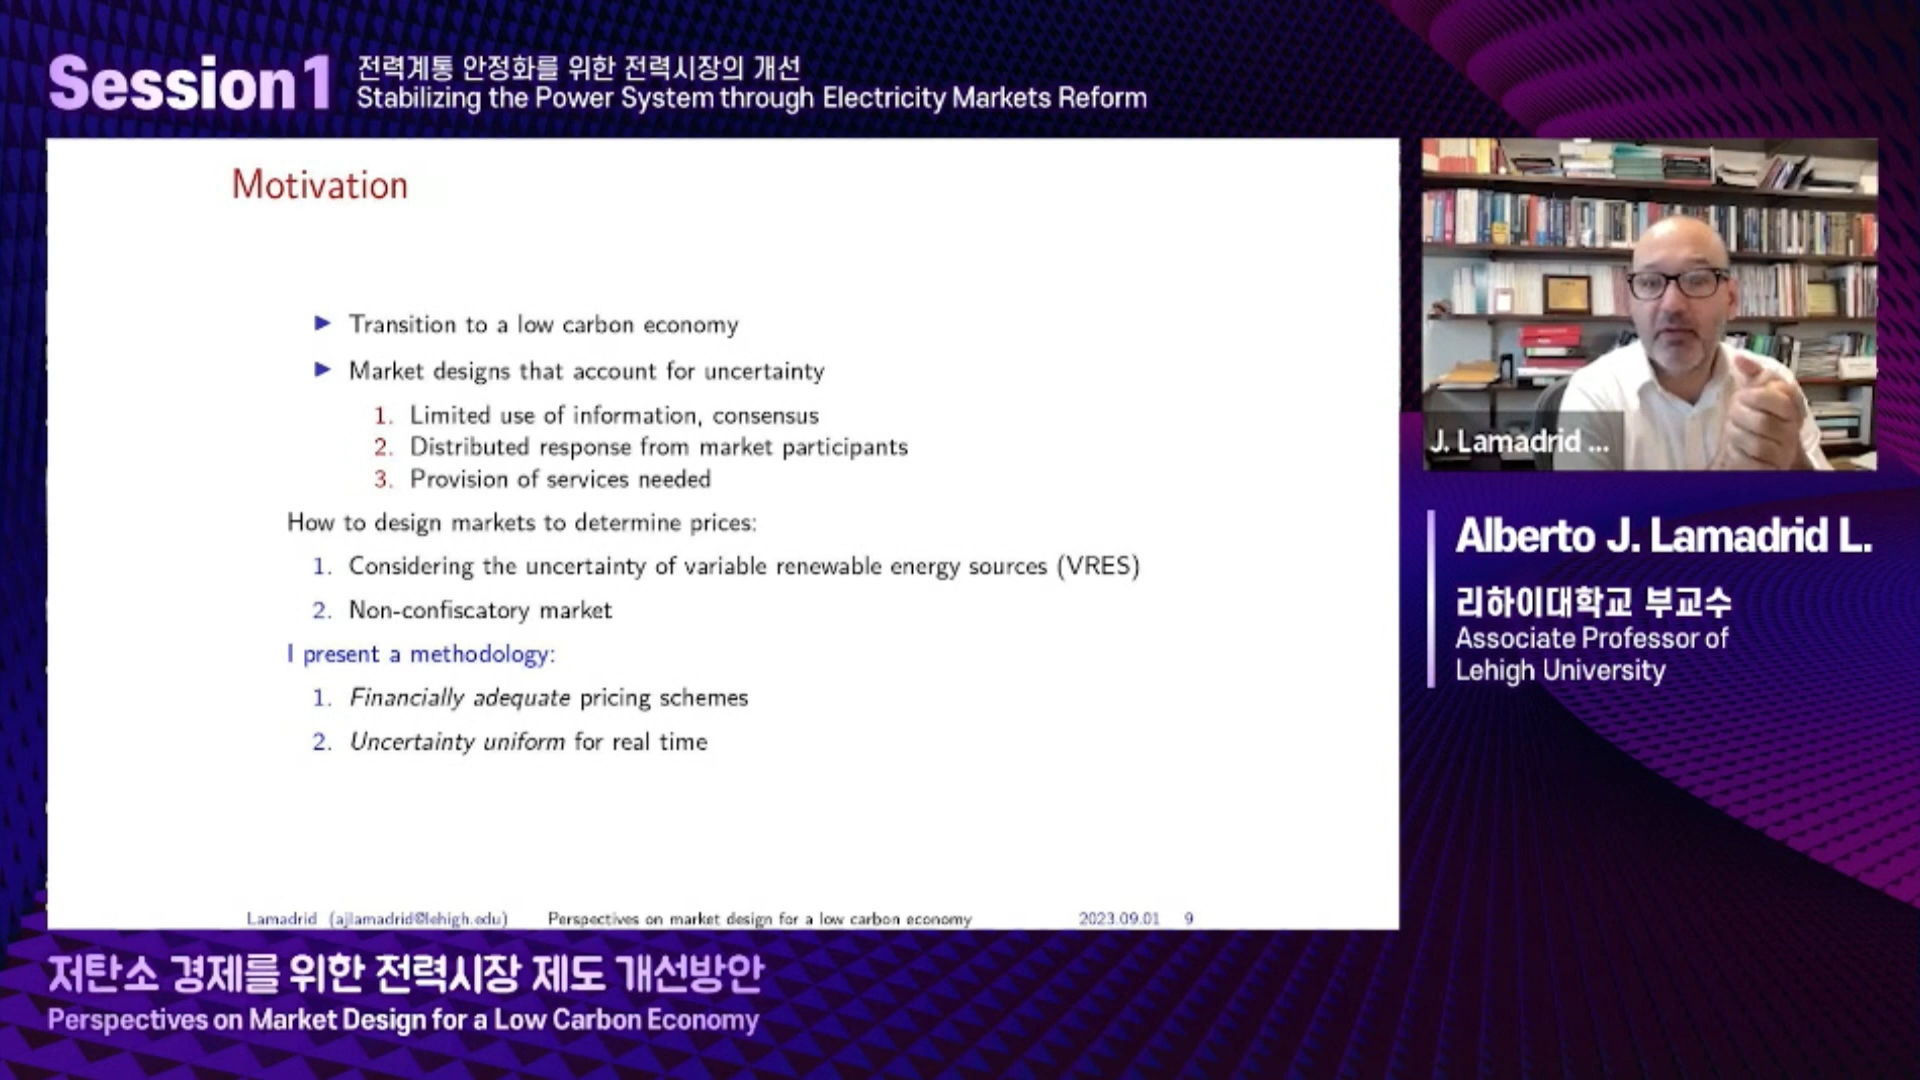 Session1
전력계통 안정화를 위한 전력시장의 개선
Stabilizing the Power System through Electricity Markets Reform
Motivation
▶ Transition to a low carbon economy
▶ Market designs that account for uncertainty
1. Limited use of information, consensus
2. Distributed response from market participants
3. Provision of services needed
How to design markets to determine prices:
1. Considering the uncertainty of variable renewable energy sources (VRES)
2. Non-confiscatory market
I present a methodology:
1. Financially adequate pricing schemes
2. Uncertainty uniform for real time
Lamadrid (ajlamadrid@lehigh.edu) Perspectives on market design for a low carbon economy 2023.09.01 9
J. Lamadrid ...
Alberto J. Lamadrid L.
리하이대학교 부교수
Associate Professor of
Lehigh University
저탄소 경제를 위한 전력시장 제도 개선방안
Perspectives on Market Design for a Low Carbon Economy